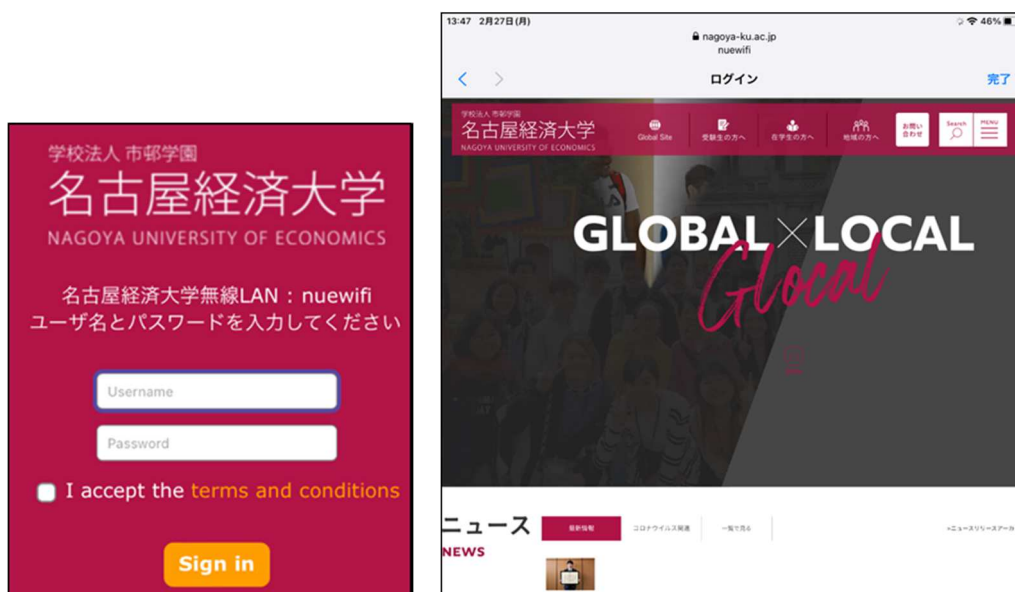 学校法人 市邨学園
名古屋経済大学
NAGOYA UNIVERSITY OF ECONOMICS
名古屋経済大学無線LAN : nuewifi
ユーザ名とパスワードを入力してください
Username
Password
I accept the terms and conditions
Sign in
13:47 2月27日(月)
46%
nagoya-ku.ac.jp
nuewifi
ログイン
完了
学校法人 市邨学園
名古屋経済大学
NAGOYA UNIVERSITY OF ECONOMICS
Global Site
受験生の方へ
在学生の方へ
地域の方へ
お問い
合わせ
Search
MENU
GLOBAL×LOCAL
Glocal
ニュース
NEWS
最新情報
コロナウイルス関連
一覧で見る